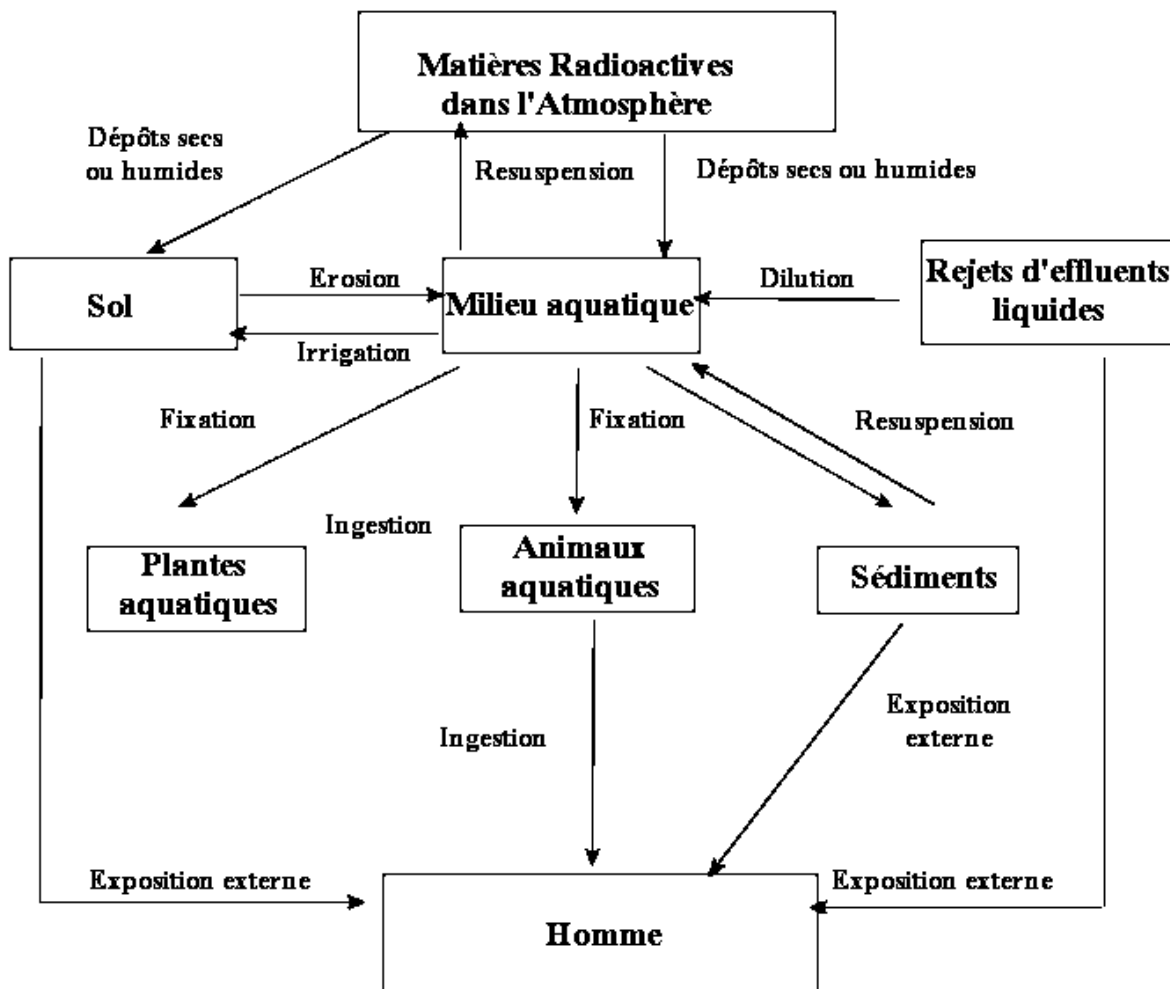 Matières Radioactives
dans l'Atmosphère
Dépôts secs
ou humides
Resuspension
Dépôts secs ou humides
Sol
Erosion
Irrigation
Milieu aquatique
Dilution
Rejets d'effluents
liquides
Fixation
Fixation
Resuspension
Ingestion
Plantes
aquatiques
Animaux
aquatiques
Sédiments
Ingestion
Exposition
externe
Exposition externe
Exposition externe
Homme